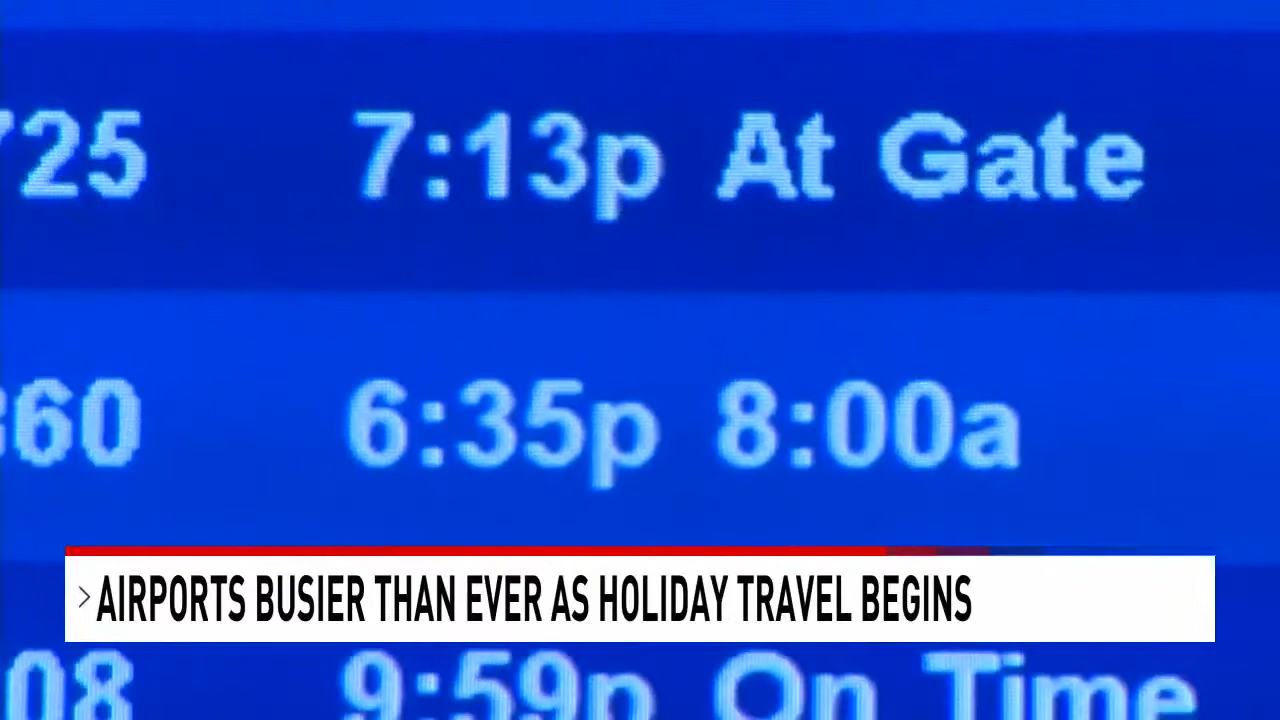 725 7:13p At Gate
360 6:35p 8:00a
> AIRPORTS BUSIER THAN EVER AS HOLIDAY TRAVEL BEGINS
08 9:59p On Time